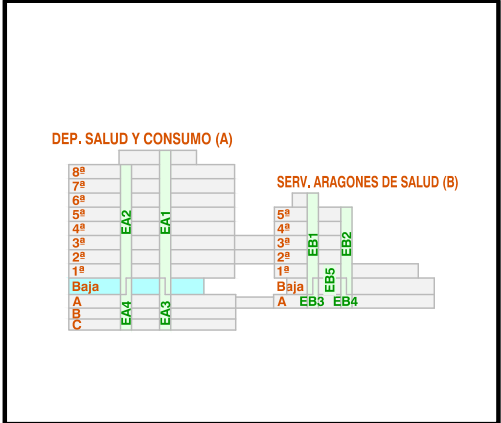 DEP. SALUD Y CONSUMO (A)
8ª
7ª
6ª
5ª
4ª
3ª
2ª
1ª
Baja
A
B
C
EA2
EA1
EA4
EA3
SERV. ARAGONES DE SALUD (B)
5ª
4ª
3ª
2ª
1ª
Baja
A
EB1
EB2
EB5
EB3
EB4